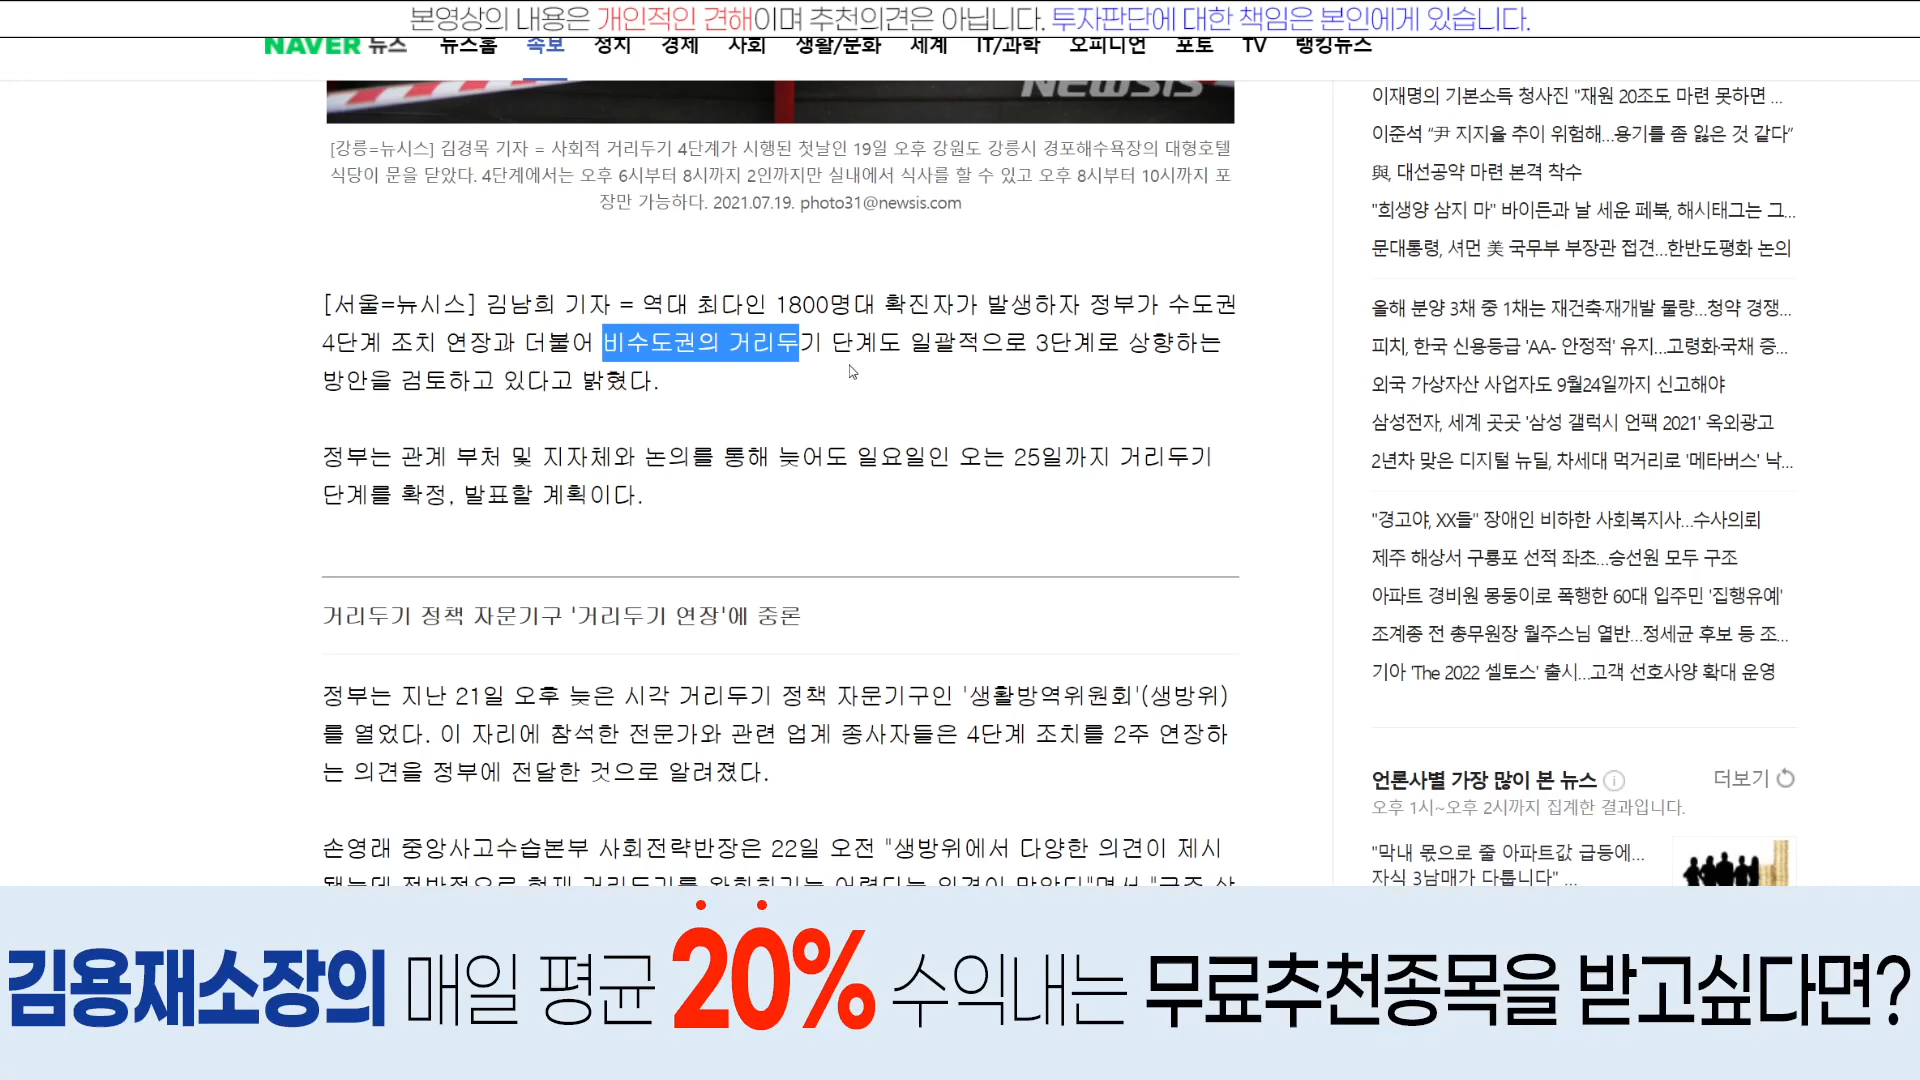 본영상의 내용은 개인적인 견해이며 추천의견은 아닙니다. 투자판단에 대한 책임은 본인에게 있습니다.
NAVER 뉴스 뉴스홈 속보 정치 경제 사회 생활/문화 세계 IT/과학 오피니언 포토 TV 랭킹뉴스
NEWSIS
[강릉=뉴시스] 김경목 기자 = 사회적 거리두기 4단계가 시행된 첫날인 19일 오후 강원도 강릉시 경포해수욕장의 대형호텔
식당이 문을 닫았다. 4단계에서는 오후 6시부터 8시까지 2인까지만 실내에서 식사를 할 수 있고 오후 8시부터 10시까지 포
장만 가능하다. 2021.07.19. photo31@newsis.com
[서울=뉴시스] 김남희 기자 = 역대 최다인 1800명대 확진자가 발생하자 정부가 수도권
4단계 조치 연장과 더불어 비수도권의 거리두기 단계도 일괄적으로 3단계로 상향하는
방안을 검토하고 있다고 밝혔다.
정부는 관계 부처 및 지자체와 논의를 통해 늦어도 일요일인 오는 25일까지 거리두기
단계를 확정, 발표할 계획이다.
거리두기 정책 자문기구 '거리두기 연장'에 중론
정부는 지난 21일 오후 늦은 시각 거리두기 정책 자문기구인 '생활방역위원회'(생방위)
를 열었다. 이 자리에 참석한 전문가와 관련 업계 종사자들은 4단계 조치를 2주 연장하
는 의견을 정부에 전달한 것으로 알려졌다.
손영래 중앙사고수습본부 사회전략반장은 22일 오전 "생방위에서 다양한 의견이 제시
됐는데 전반적으로 현재 거리두기를 완화하기는 어렵다는 의견이 많았다"면서 "금주 상
이재명의 기본소득 청사진 "재원 20조도 마련 못하면 ...
이준석 “尹 지지율 추이 위험해...용기를 좀 잃은 것 같다”
與, 대선공약 마련 본격 착수
"희생양 삼지 마" 바이든과 날 세운 페북, 해시태그는 그...
문대통령, 셔먼 美 국무부 부장관 접견...한반도평화 논의
올해 분양 3채 중 1채는 재건축·재개발 물량...청약 경쟁...
피치, 한국 신용등급 'AA- 안정적' 유지...고령화·국채 증...
외국 가상자산 사업자도 9월24일까지 신고해야
삼성전자, 세계 곳곳 '삼성 갤럭시 언팩 2021' 옥외광고
2년차 맞은 디지털 뉴딜, 차세대 먹거리로 '메타버스' 낙...
"경고야, XX들" 장애인 비하한 사회복지사...수사의뢰
제주 해상서 구룡포 선적 좌초...승선원 모두 구조
아파트 경비원 몽둥이로 폭행한 60대 입주민 '집행유예'
조계종 전 총무원장 월주스님 열반...정세균 후보 등 조...
기아 'The 2022 셀토스' 출시...고객 선호사양 확대 운영
언론사별 가장 많이 본 뉴스 더보기
오후 1시~오후 2시까지 집계한 결과입니다.
"막내 몫으로 줄 아파트값 급등에...
자식 3남매가 다툽니다" ...
김용재소장의 매일 평균 20% 수익내는 무료추천종목을 받고싶다면?